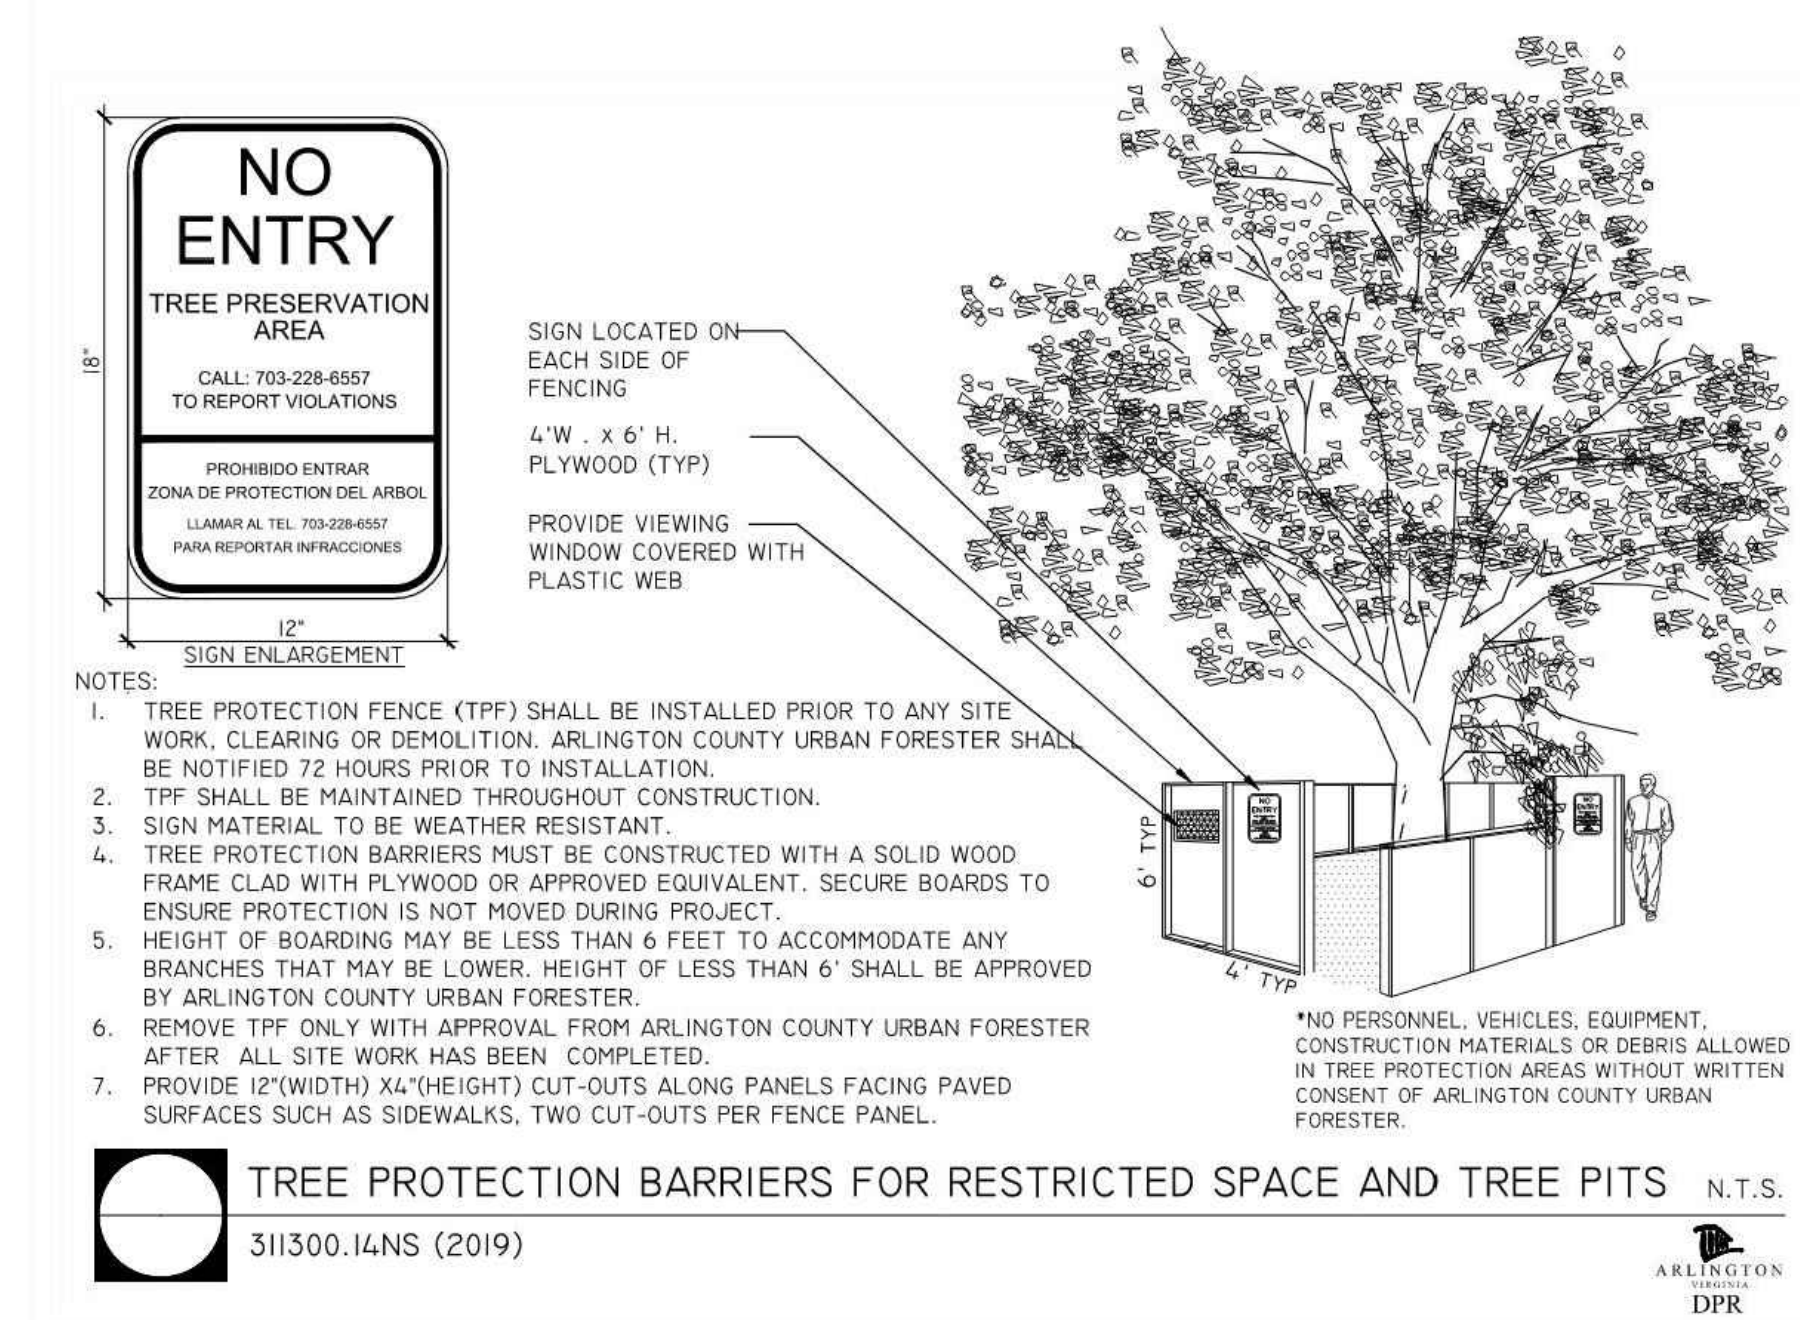 NO
ENTRY
TREE PRESERVATION
AREA
CALL: 703-228-6557
TO REPORT VIOLATIONS
PROHIBIDO ENTRAR
ZONA DE PROTECTION DEL ARBOL
LLAMAR AL TEL. 703-228-6557
PARA REPORTAR INFRACCIONES
18"
12"
SIGN ENLARGEMENT
SIGN LOCATED ON
EACH SIDE OF
FENCING
4'W . X 6' H.
PLYWOOD (TYP)
PROVIDE VIEWING
WINDOW COVERED WITH
PLASTIC WEB
NO
ENTRY
NO
ENTRY
6' TYP
4' TYP
NOTES:
1. TREE PROTECTION FENCE (TPF) SHALL BE INSTALLED PRIOR TO ANY SITE
WORK, CLEARING OR DEMOLITION. ARLINGTON COUNTY URBAN FORESTER SHALL
BE NOTIFIED 72 HOURS PRIOR TO INSTALLATION.
2. TPF SHALL BE MAINTAINED THROUGHOUT CONSTRUCTION.
3. SIGN MATERIAL TO BE WEATHER RESISTANT.
4. TREE PROTECTION BARRIERS MUST BE CONSTRUCTED WITH A SOLID WOOD
FRAME CLAD WITH PLYWOOD OR APPROVED EQUIVALENT. SECURE BOARDS TO
ENSURE PROTECTION IS NOT MOVED DURING PROJECT.
5. HEIGHT OF BOARDING MAY BE LESS THAN 6 FEET TO ACCOMMODATE ANY
BRANCHES THAT MAY BE LOWER. HEIGHT OF LESS THAN 6' SHALL BE APPROVED
BY ARLINGTON COUNTY URBAN FORESTER.
6. REMOVE TPF ONLY WITH APPROVAL FROM ARLINGTON COUNTY URBAN FORESTER
AFTER ALL SITE WORK HAS BEEN COMPLETED.
7. PROVIDE 12"(WIDTH) X4"(HEIGHT) CUT-OUTS ALONG PANELS FACING PAVED
SURFACES SUCH AS SIDEWALKS, TWO CUT-OUTS PER FENCE PANEL.
*NO PERSONNEL, VEHICLES, EQUIPMENT,
CONSTRUCTION MATERIALS OR DEBRIS ALLOWED
IN TREE PROTECTION AREAS WITHOUT WRITTEN
CONSENT OF ARLINGTON COUNTY URBAN
FORESTER.
TREE PROTECTION BARRIERS FOR RESTRICTED SPACE AND TREE PITS N.T.S.
311300.14NS (2019)
ARLINGTON
VIRGINIA
DPR